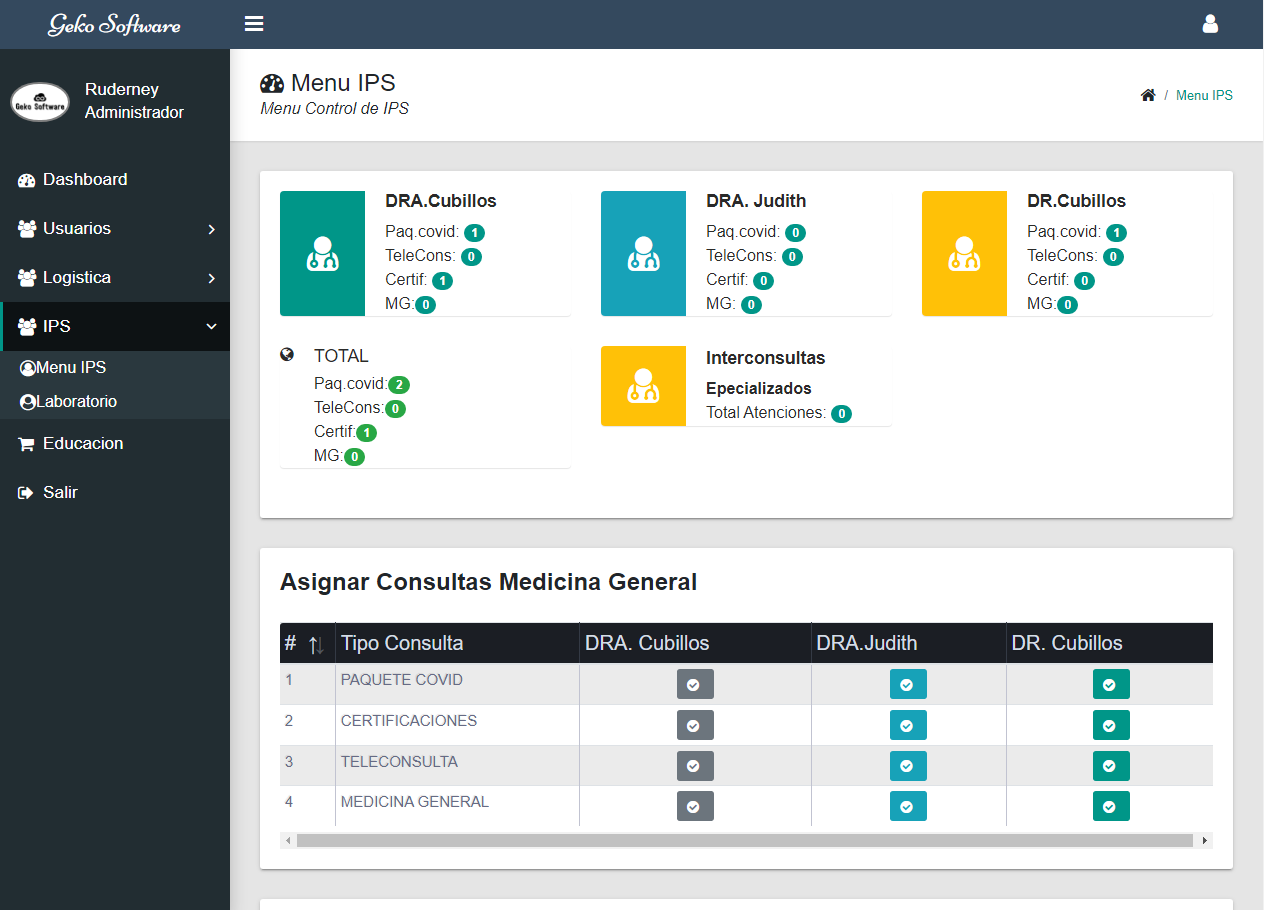 Geko Software
Geko Software
Ruderney
Administrador
Dashboard
Usuarios
Logistica
IPS
Menu IPS
Laboratorio
Educacion
Salir
Menu IPS
Menu Control de IPS
/ Menu IPS
DRA.Cubillos
Paq.covid: 1
TeleCons: 0
Certif: 1
MG:0
DRA. Judith
Paq.covid: 0
TeleCons: 0
Certif: 0
MG: 0
DR.Cubillos
Paq.covid: 1
TeleCons: 0
Certif: 0
MG:0
TOTAL
Paq.covid:2
TeleCons:0
Certif:1
MG:0
Interconsultas
Epecializados
Total Atenciones: 0
Asignar Consultas Medicina General
# Tipo Consulta DRA. Cubillos DRA.Judith DR. Cubillos
1 PAQUETE COVID
2 CERTIFICACIONES
3 TELECONSULTA
4 MEDICINA GENERAL